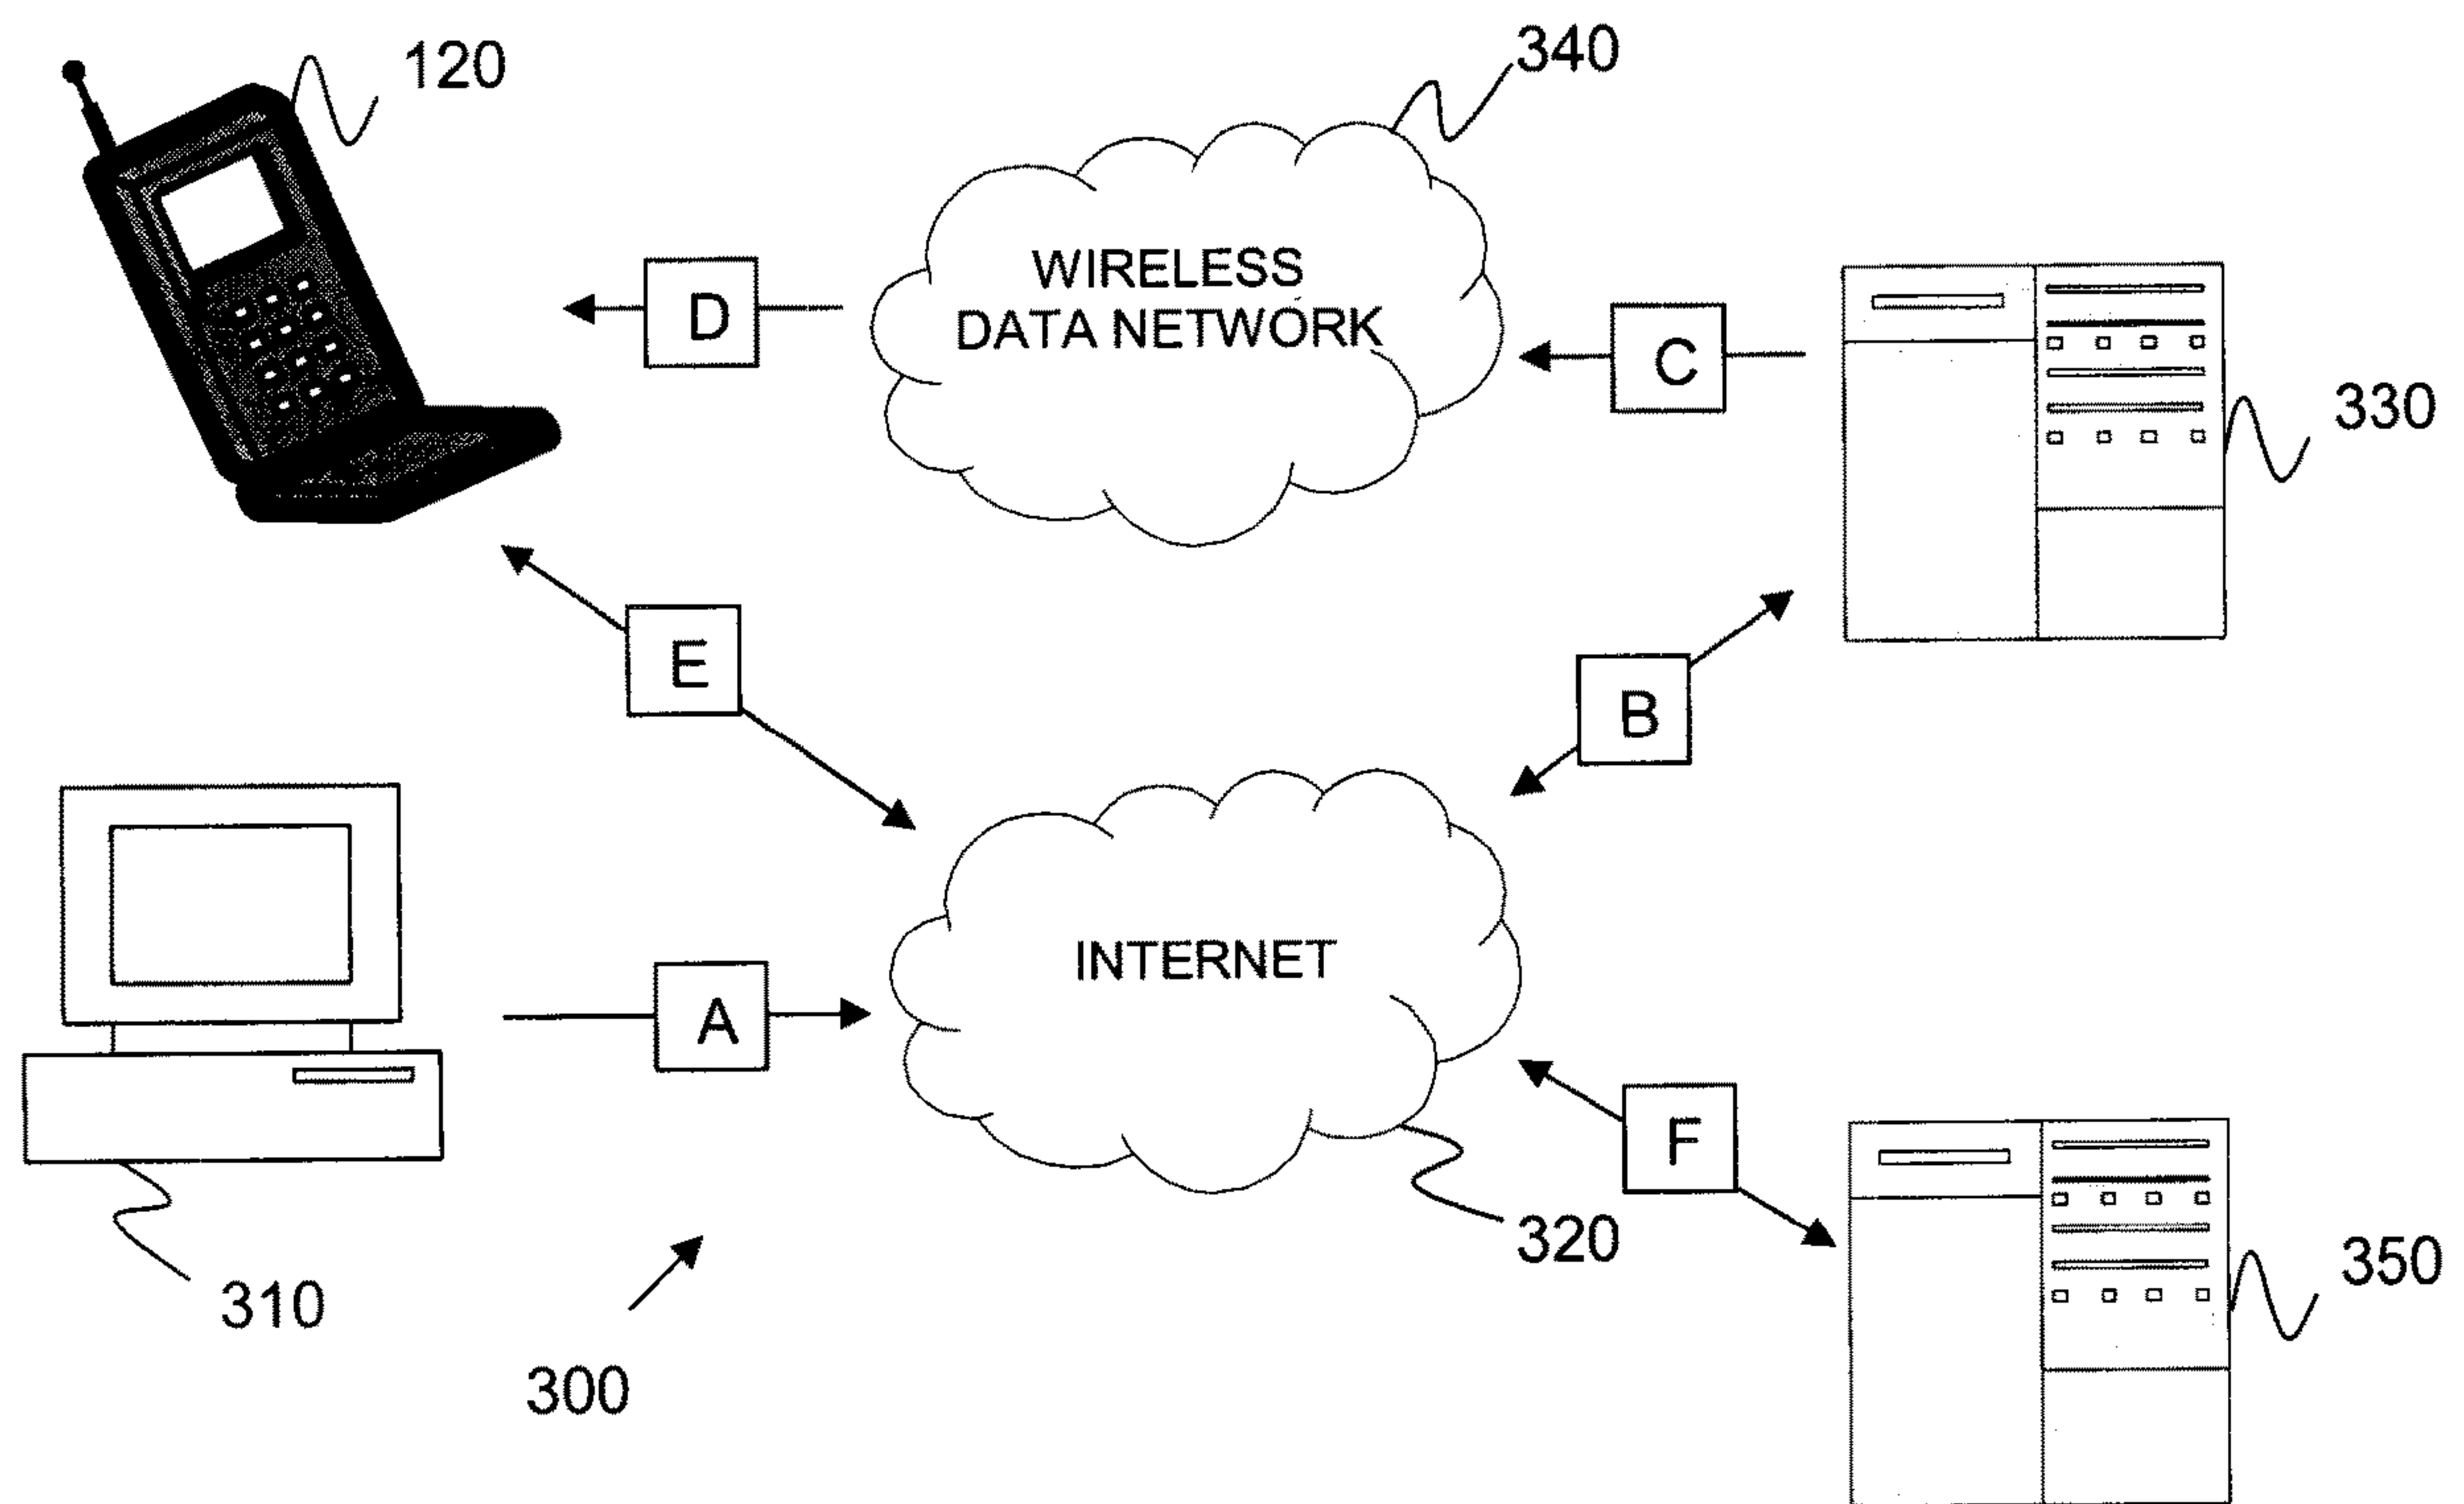 120
340
WIRELESS
DATA NETWORK
D
C
330
E
B
INTERNET
A
F
320
350
310
300